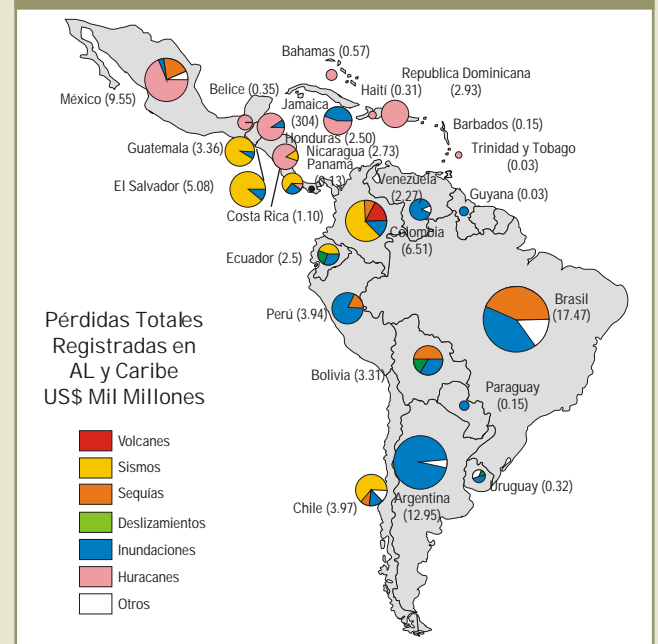 Bahamas (0.57)
Republica Dominicana
(2.93)
Belice (0.35)
Haití (0.31)
México (9.55)
Jamaica
(304)
Barbados (0.15)
Honduras (2.50)
Guatemala (3.36)
Nicaragua (2.73)
Trinidad y Tobago
(0.03)
Panamá
(0.13)
El Salvador (5.08)
Venezuela
(2.27)
Guyana (0.03)
Costa Rica (1.10)
Colombia
(6.51)
Ecuador (2.5)
Brasil
(17.47)
Perú (3.94)
Pérdidas Totales
Registradas en
AL y Caribe
US$ Mil Millones
Bolivia (3.31)
Paraguay
(0.15)
Volcanes
Sismos
Sequías
Deslizamientos
Inundaciones
Huracanes
Otros
Uruguay (0.32)
Chile (3.97)
Argentina
(12.95)